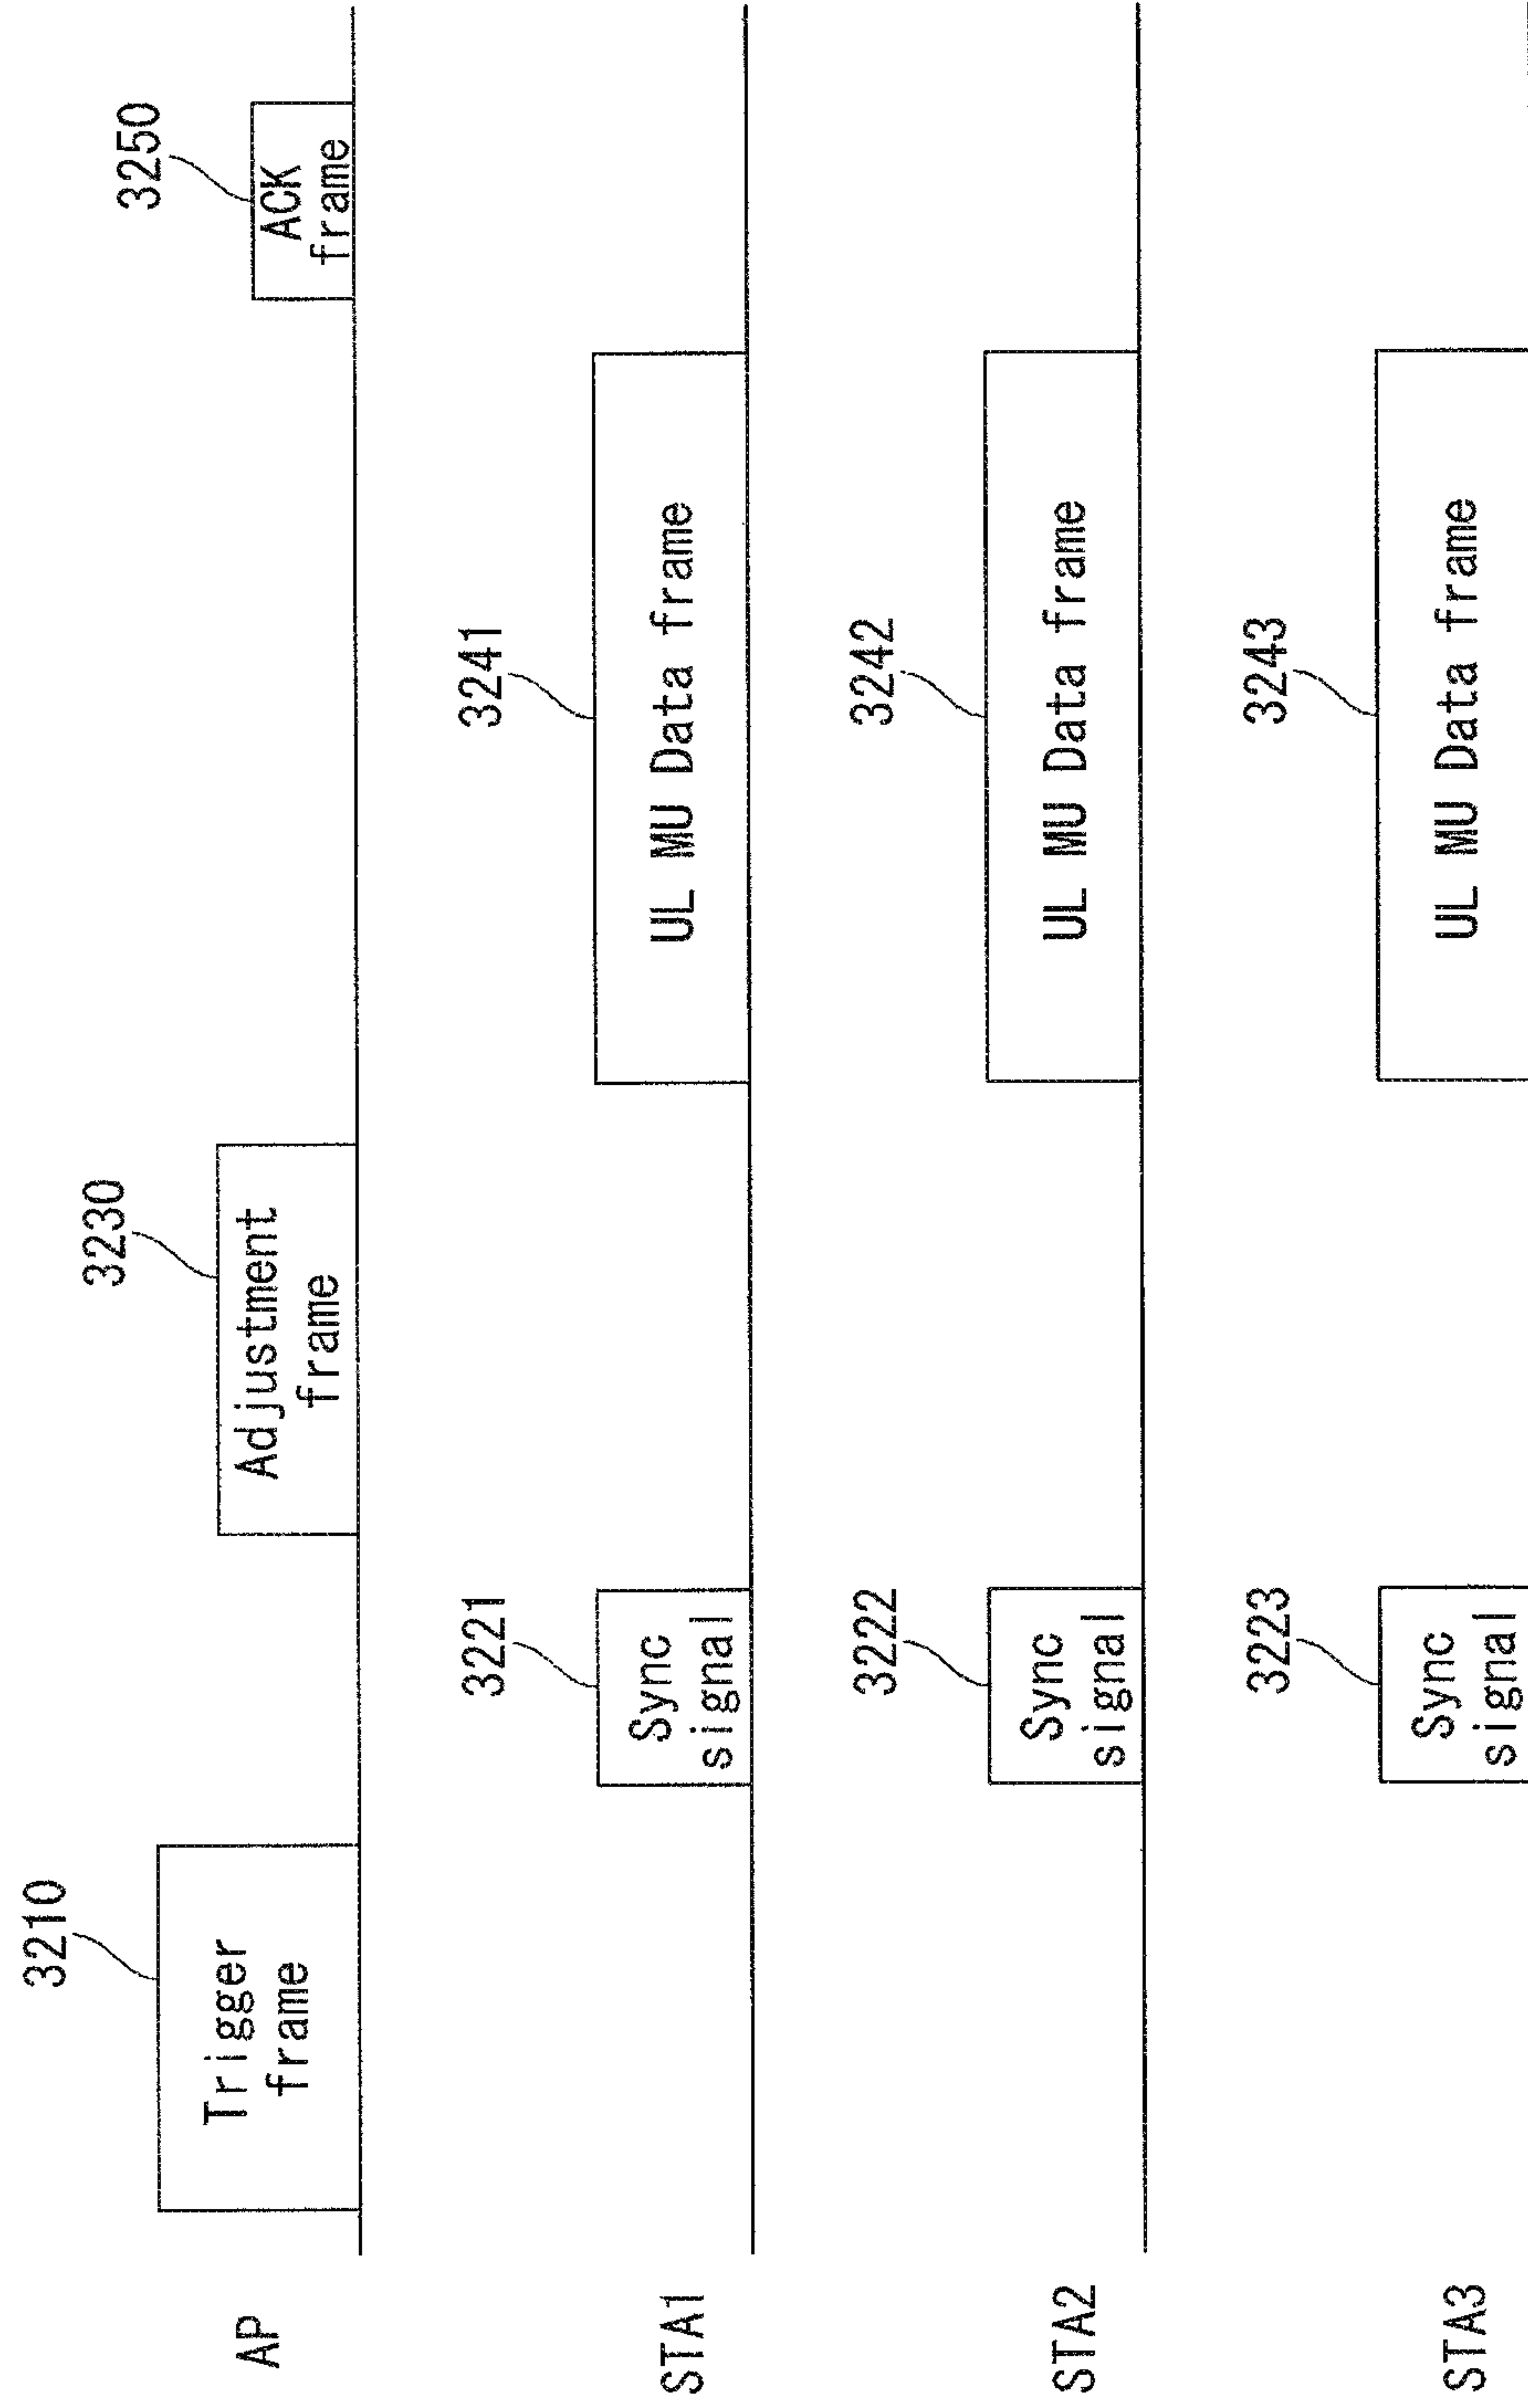 3210
3230
3250
AP
Trigger
frame
Adjustment
frame
ACK
frame
3221
3241
STA1
Sync
signal
UL MU Data frame
3222
3242
STA2
Sync
signal
UL MU Data frame
3223
3243
STA3
Sync
signal
UL MU Data frame